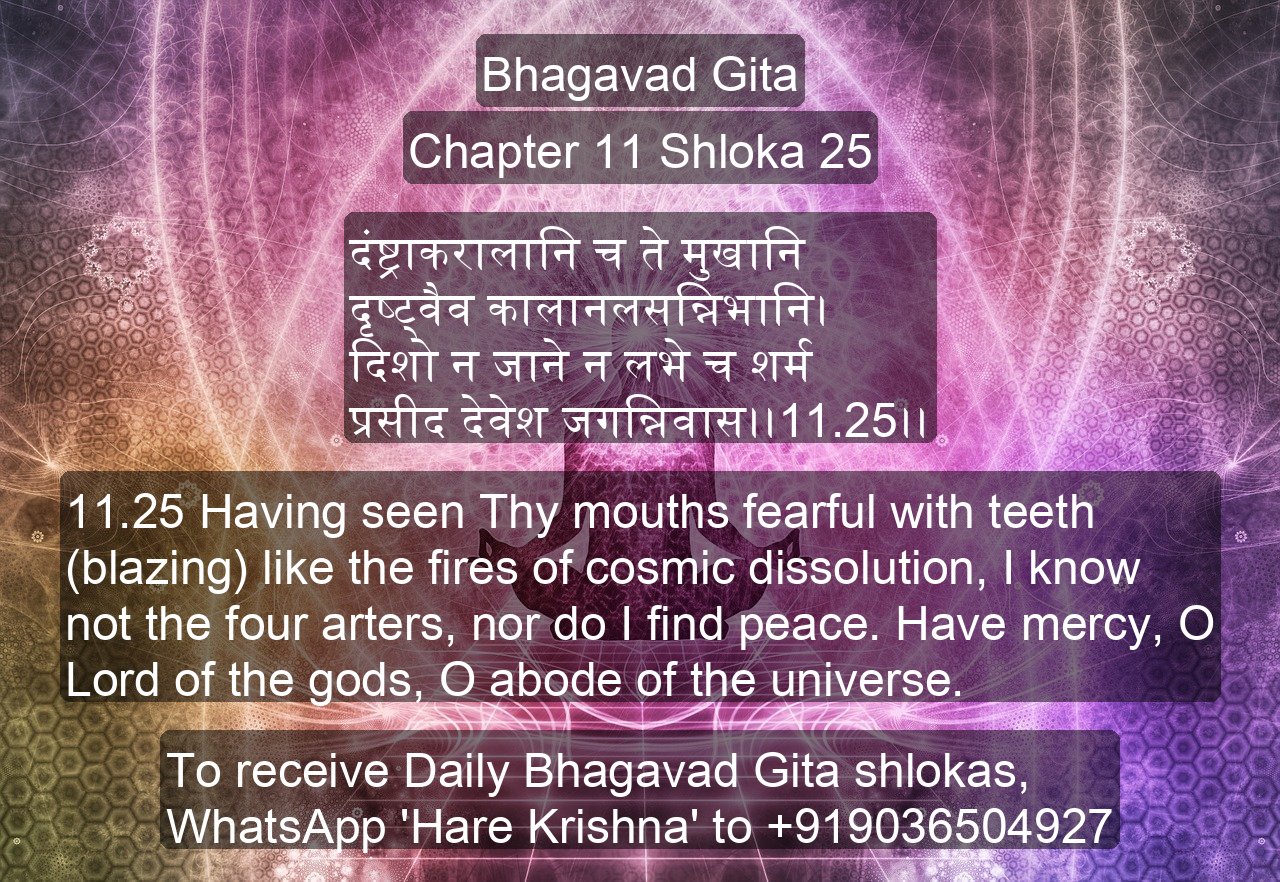 Bhagavad Gita
Chapter 11 Shloka 25
दंष्ट्राकरालानि च ते मुखानि
दृष्ट्वैव कालानलसन्निभानि।
दिशो न जाने न लभे च शर्म
प्रसीद देवेश जगन्निवास।।11.25।।
11.25 Having seen Thy mouths fearful with teeth
(blazing) like the fires of cosmic dissolution, I know
not the four arters, nor do I find peace. Have mercy, O
Lord of the gods, O abode of the universe.
To receive Daily Bhagavad Gita shlokas,
WhatsApp 'Hare Krishna' to +919036504927